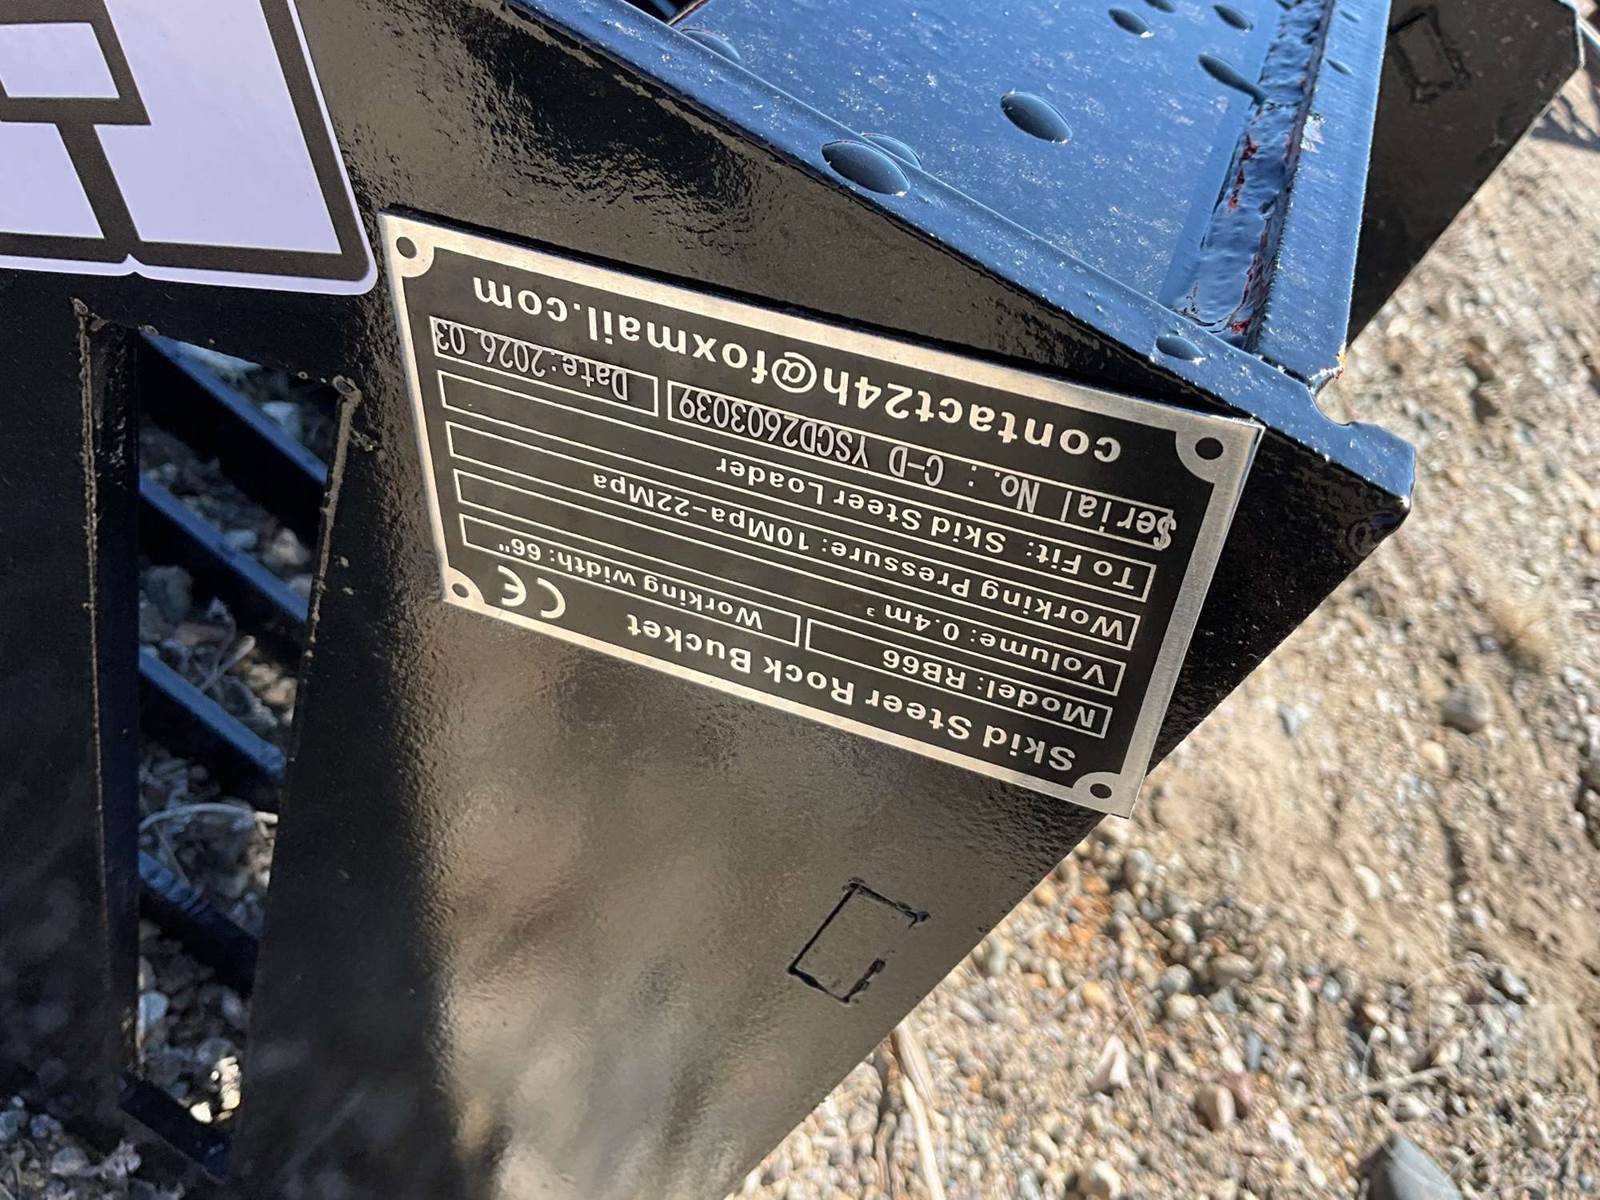 Skid Steer Rock Bucket CE
Model: RB66 Working width: 66"
Volume: 0.4m³
Working Pressure: 10Mpa-22Mpa
To Fit: Skid Steer Loader
Serial No.: C-D YSCD2603039 Date:2026.03
contact24h@foxmail.com